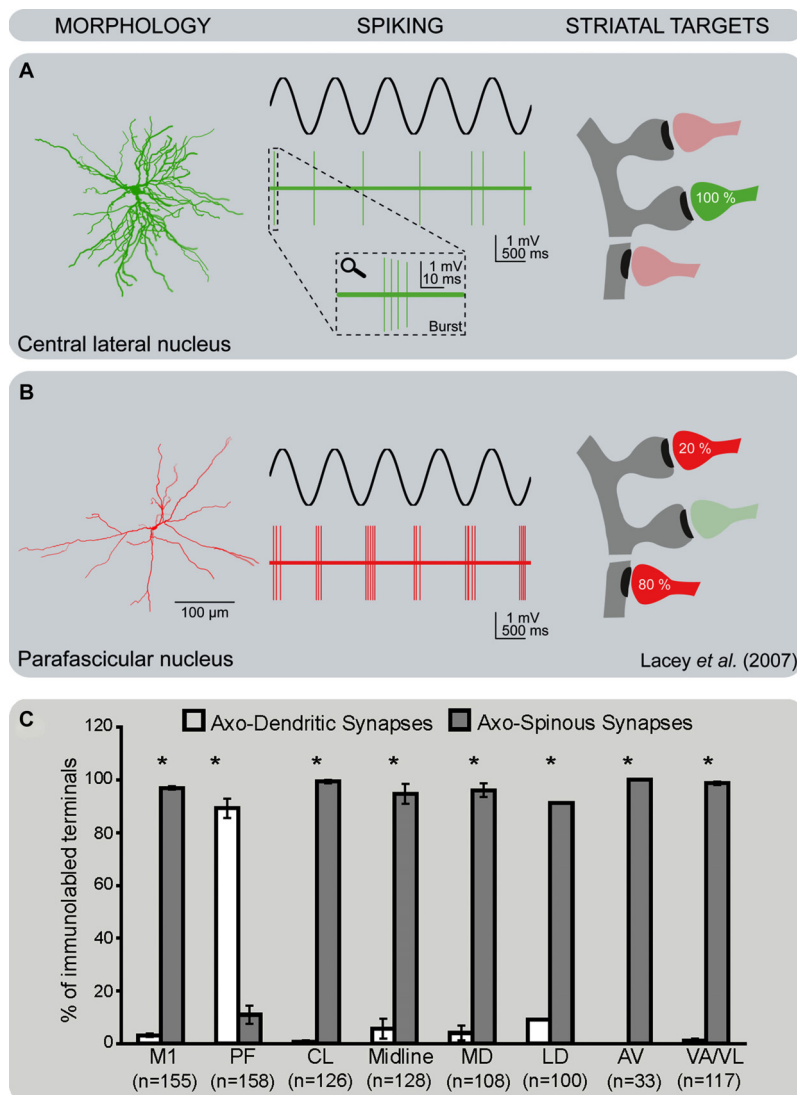 MORPHOLOGY SPIKING STRIATAL TARGETS
A
100 %
1 mV
500 ms
1 mV
10 ms
Burst
Central lateral nucleus
B
20 %
80 %
100 µm
1 mV
500 ms
Parafascicular nucleus
Lacey et al. (2007)
C
120
Axo-Dendritic Synapses Axo-Spinous Synapses
* * * * * * * *
100
80
60
40
20
0
% of immunolabled terminals
M1 PF CL Midline MD LD AV VA/VL
(n=155) (n=158) (n=126) (n=128) (n=108) (n=100) (n=33) (n=117)